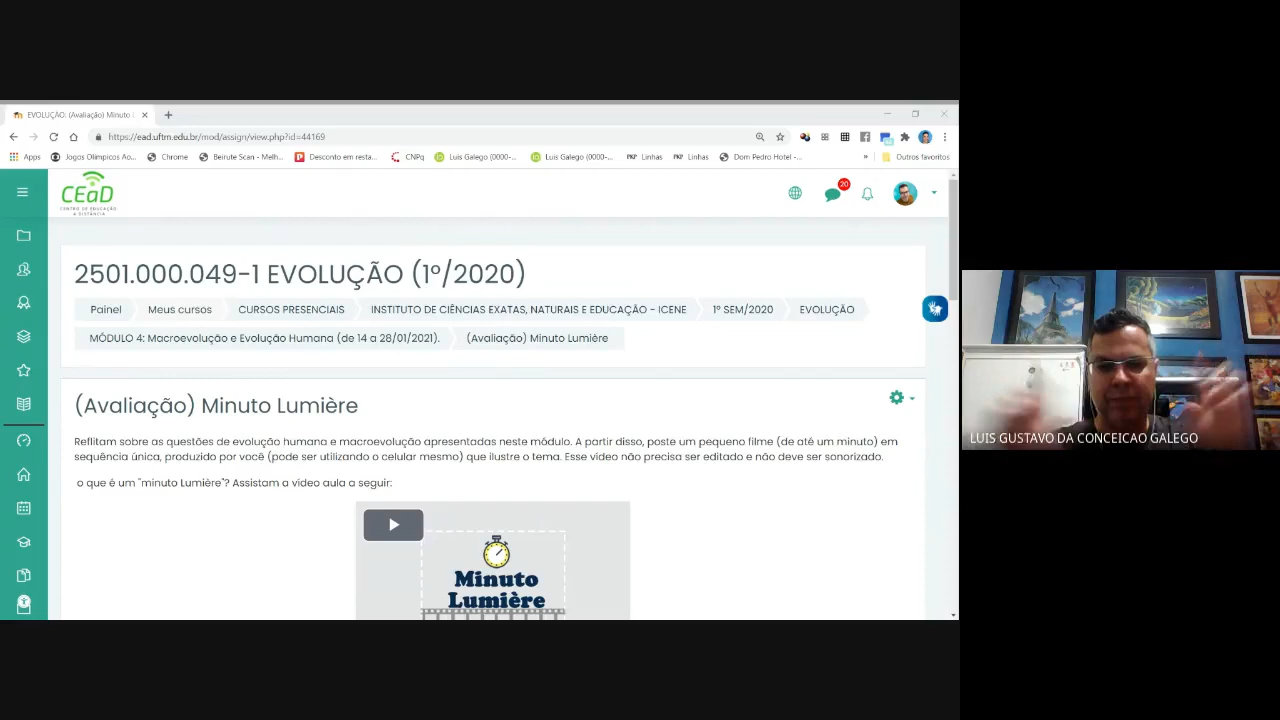 EVOLUÇÃO: (Avaliação) Minuto L
https://ead.uftm.edu.br/mod/assign/view.php?id=44169
Apps Jogos Olímpicos Ao... Chrome Beirute Scan - Melh... Desconto em resta... CNPq Luis Galego (0000-... Luis Galego (0000-... PKP Linhas PKP Linhas Dom Pedro Hotel -... » Outros favoritos
CEaD
CENTRO DE EDUCAÇÃO
A DISTÂNCIA
20
2501.000.049-1 EVOLUÇÃO (1º/2020)
Painel Meus cursos CURSOS PRESENCIAIS INSTITUTO DE CIÊNCIAS EXATAS, NATURAIS E EDUCAÇÃO - ICENE 1º SEM/2020 EVOLUÇÃO
MÓDULO 4: Macroevolução e Evolução Humana (de 14 a 28/01/2021). (Avaliação) Minuto Lumière
(Avaliação) Minuto Lumière
Reflitam sobre as questões de evolução humana e macroevolução apresentadas neste módulo. A partir disso, poste um pequeno filme (de até um minuto) em
sequência única, produzido por você (pode ser utilizando o celular mesmo) que ilustre o tema. Esse vídeo não precisa ser editado e não deve ser sonorizado.
o que é um "minuto Lumière"? Assistam a video aula a seguir:
Minuto
Lumière
LUIS GUSTAVO DA CONCEICAO GALEGO